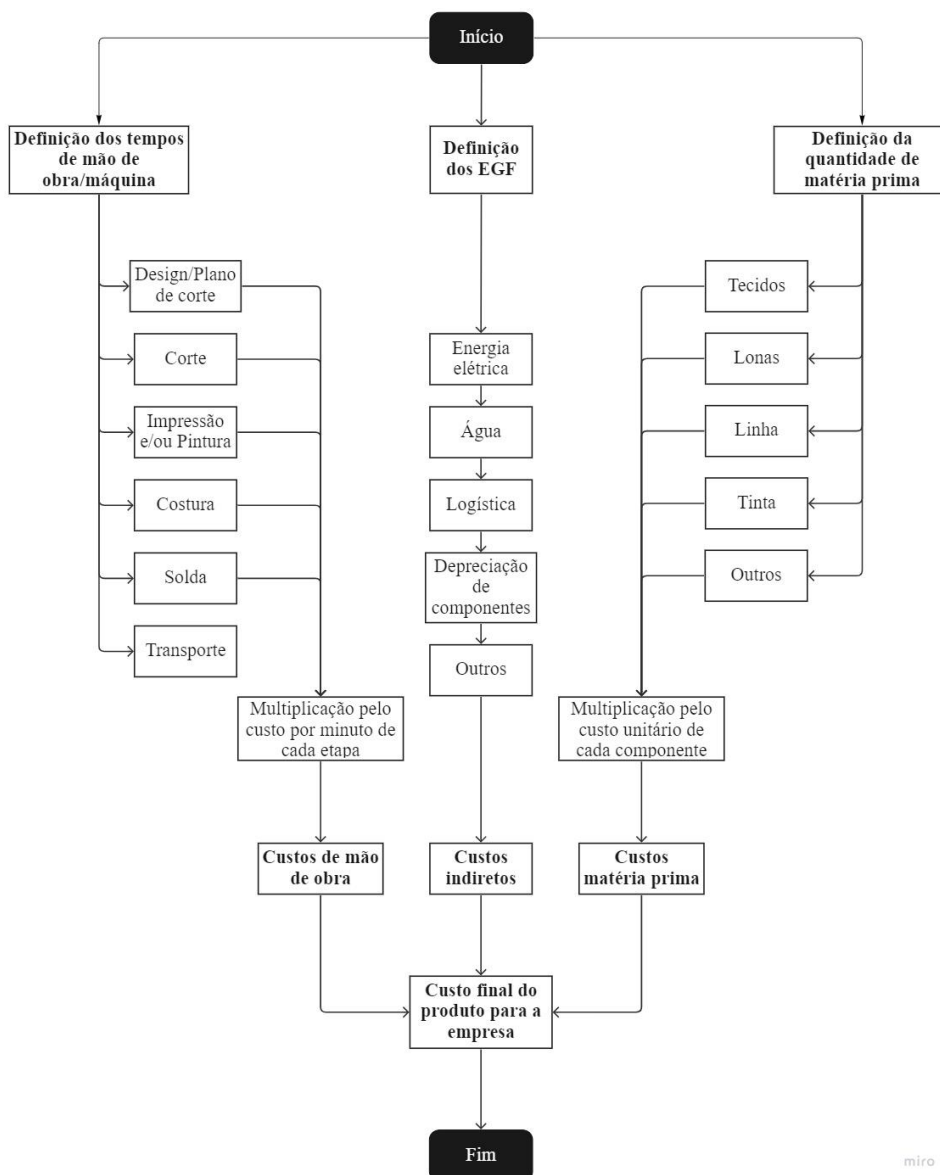 Início
Definição dos tempos
de mão de
obra/máquina
Definição
dos EGF
Definição da
quantidade de
matéria prima
Design/Plano
de corte
Corte
Impressão
e/ou Pintura
Costura
Solda
Transporte
Energia
elétrica
Água
Logística
Depreciação
de
componentes
Outros
Tecidos
Lonas
Linha
Tinta
Outros
Multiplicação pelo
custo por minuto de
cada etapa
Multiplicação pelo
custo unitário de
cada componente
Custos de mão
de obra
Custos
indiretos
Custos
matéria prima
Custo final do
produto para a
empresa
Fim
miro